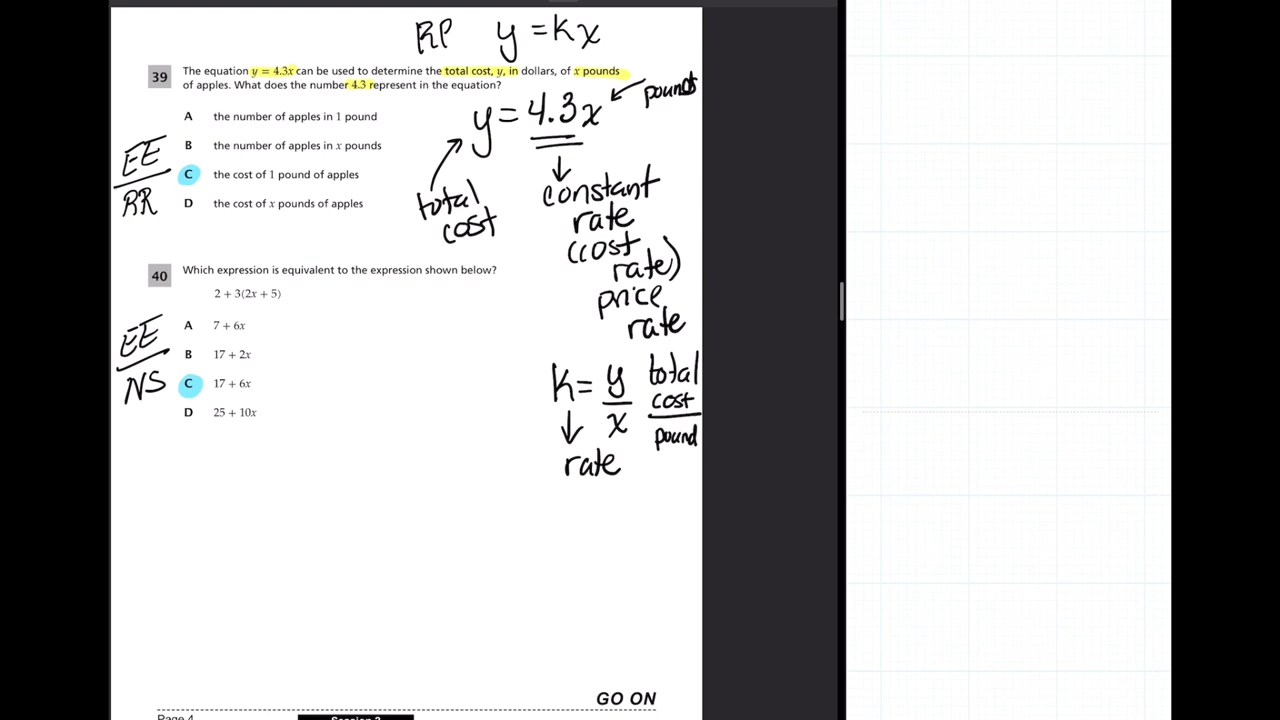 RP y = kx
39 The equation y = 4.3x can be used to determine the total cost, y, in dollars, of x pounds
of apples. What does the number 4.3 represent in the equation?
A the number of apples in 1 pound
B the number of apples in x pounds
C the cost of 1 pound of apples
D the cost of x pounds of apples
EE
RR
y = 4.3x
pounds
total
cost
constant
rate
(cost
rate)
price
rate
40 Which expression is equivalent to the expression shown below?
2 + 3(2x + 5)
A 7 + 6x
B 17 + 2x
C 17 + 6x
D 25 + 10x
EE
NS
k = y/x
total
cost
pound
rate
GO ON
Page 4